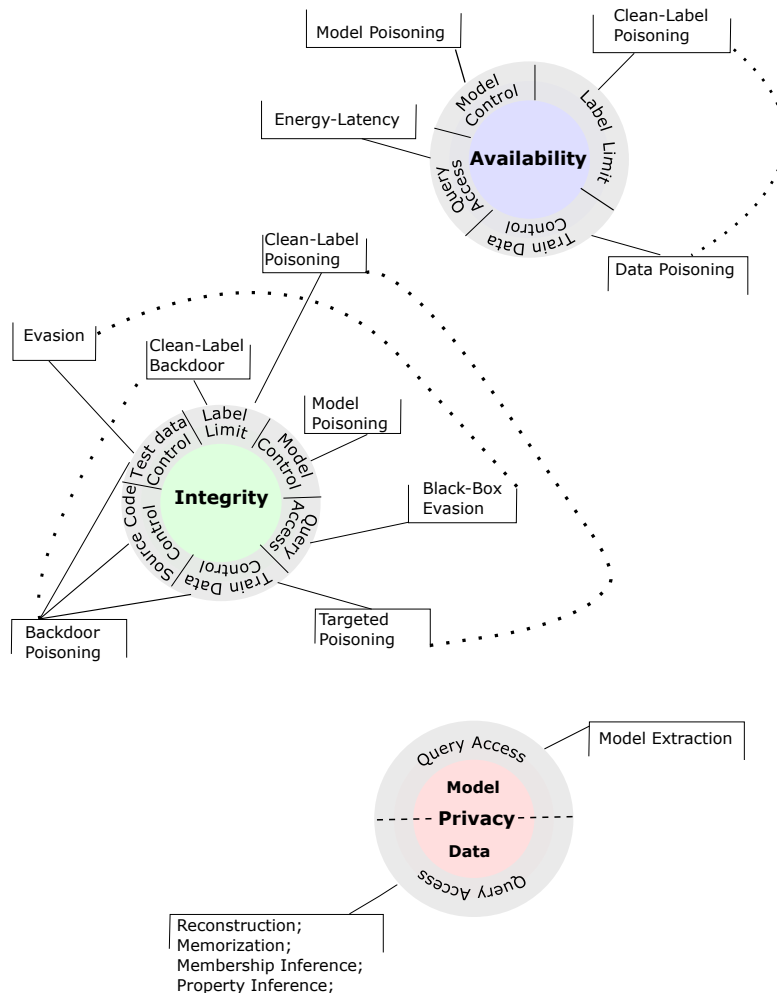 Model Poisoning
Clean-Label
Poisoning
Energy-Latency
Model
Control
Label Limit
Availability
Query
Access
Train Data
Control
Data Poisoning
Clean-Label
Poisoning
Evasion
Clean-Label
Backdoor
Model
Poisoning
Test data
Control
Label
Limit
Model
Control
Integrity
Black-Box
Evasion
Source Code
Control
Query
Access
Train Data
Control
Backdoor
Poisoning
Targeted
Poisoning
Query Access
Model Extraction
Model
Privacy
Data
Query Access
Reconstruction;
Memorization;
Membership Inference;
Property Inference;